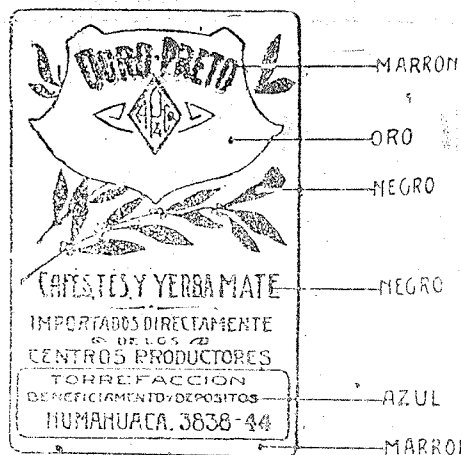 OURO PRETO
MARRON
ORO
NEGRO
CAFES, TES, Y YERBA MATE
NEGRO
IMPORTADOS DIRECTAMENTE
DE LOS
CENTROS PRODUCTORES
TORREFACCION
BENEFICIAMENTO Y DEPOSITOS
AZUL
HUMAHUACA. 3838-44
MARRON